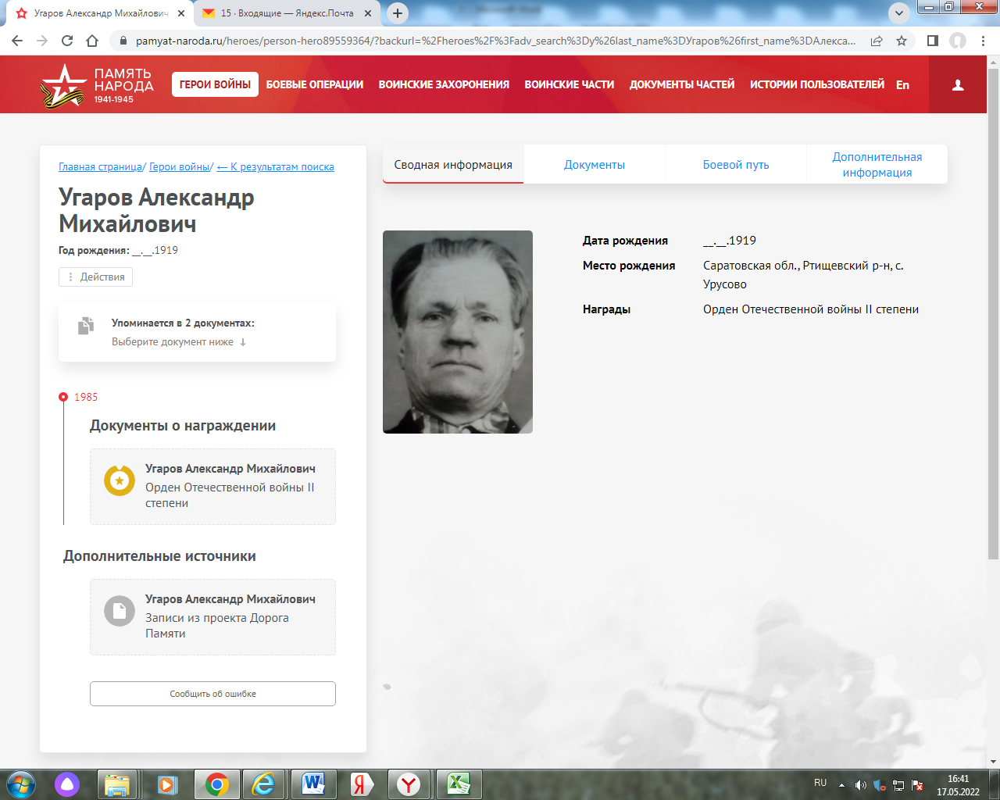 Угаров Александр Михайлович
15 · Входящие — Яндекс.Почта
pamyat-naroda.ru/heroes/person-hero89559364/?backurl=%2Fheroes%2F%3Fadv_search%3Dy%26last_name%3DУгаров%26first_name%3DАлекса...
ПАМЯТЬ
НАРОДА
1941-1945
ГЕРОИ ВОЙНЫ
БОЕВЫЕ ОПЕРАЦИИ
ВОИНСКИЕ ЗАХОРОНЕНИЯ
ВОИНСКИЕ ЧАСТИ
ДОКУМЕНТЫ ЧАСТЕЙ
ИСТОРИИ ПОЛЬЗОВАТЕЛЕЙ
En
Главная страница/ Герои войны/ ← К результатам поиска
Угаров Александр
Михайлович
Год рождения: __.__.1919
Действия
Упоминается в 2 документах:
Выберите документ ниже ↓
1985
Документы о награждении
Угаров Александр Михайлович
Орден Отечественной войны II
степени
Дополнительные источники
Угаров Александр Михайлович
Записи из проекта Дорога
Памяти
Сообщить об ошибке
Сводная информация
Документы
Боевой путь
Дополнительная
информация
Дата рождения __.__.1919
Место рождения Саратовская обл., Ртищевский р-н, с.
Урусово
Награды Орден Отечественной войны II степени
RU
16:41
17.05.2022